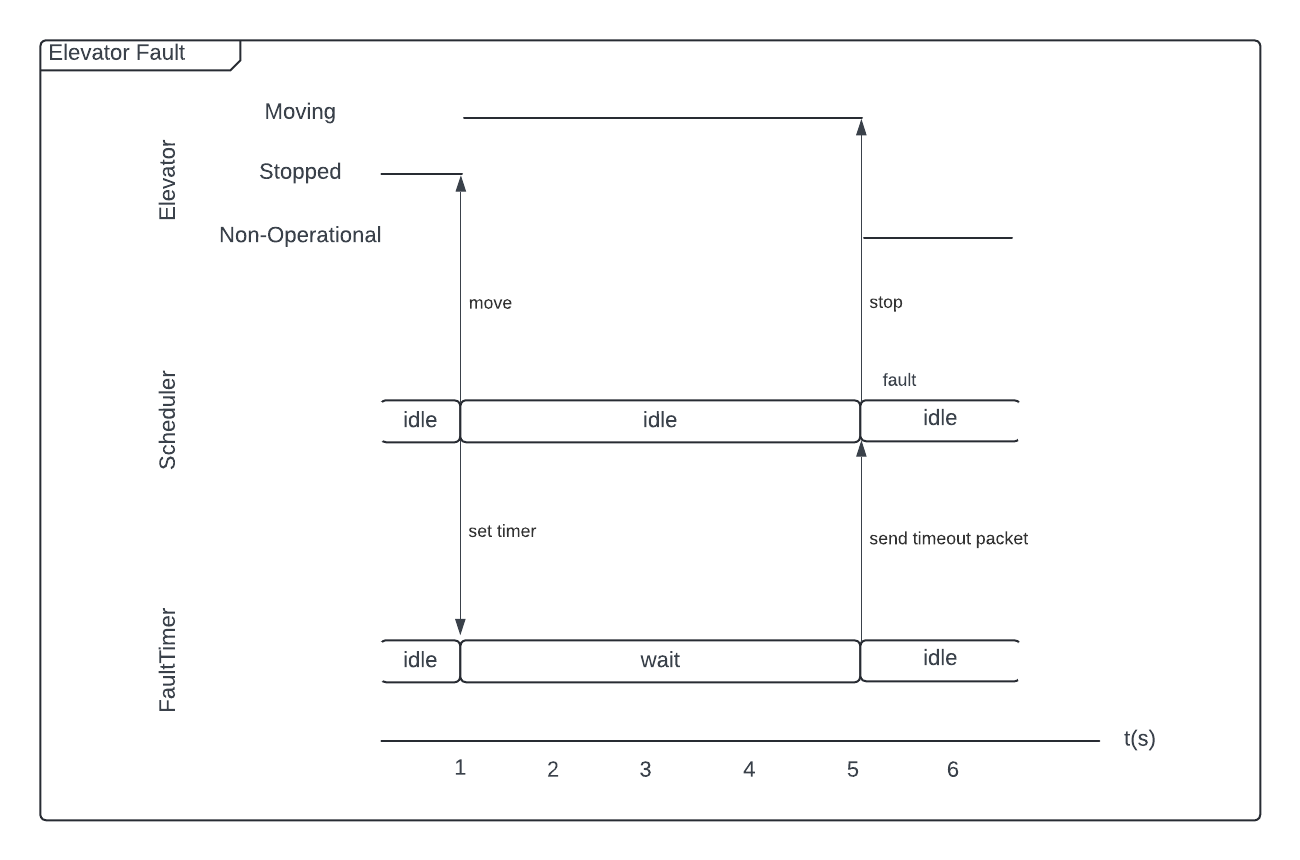 Elevator Fault
Moving
Elevator
Stopped
Non-Operational
move
stop
fault
Scheduler
idle
idle
idle
set timer
send timeout packet
FaultTimer
idle
wait
idle
t(s)
1 2 3 4 5 6